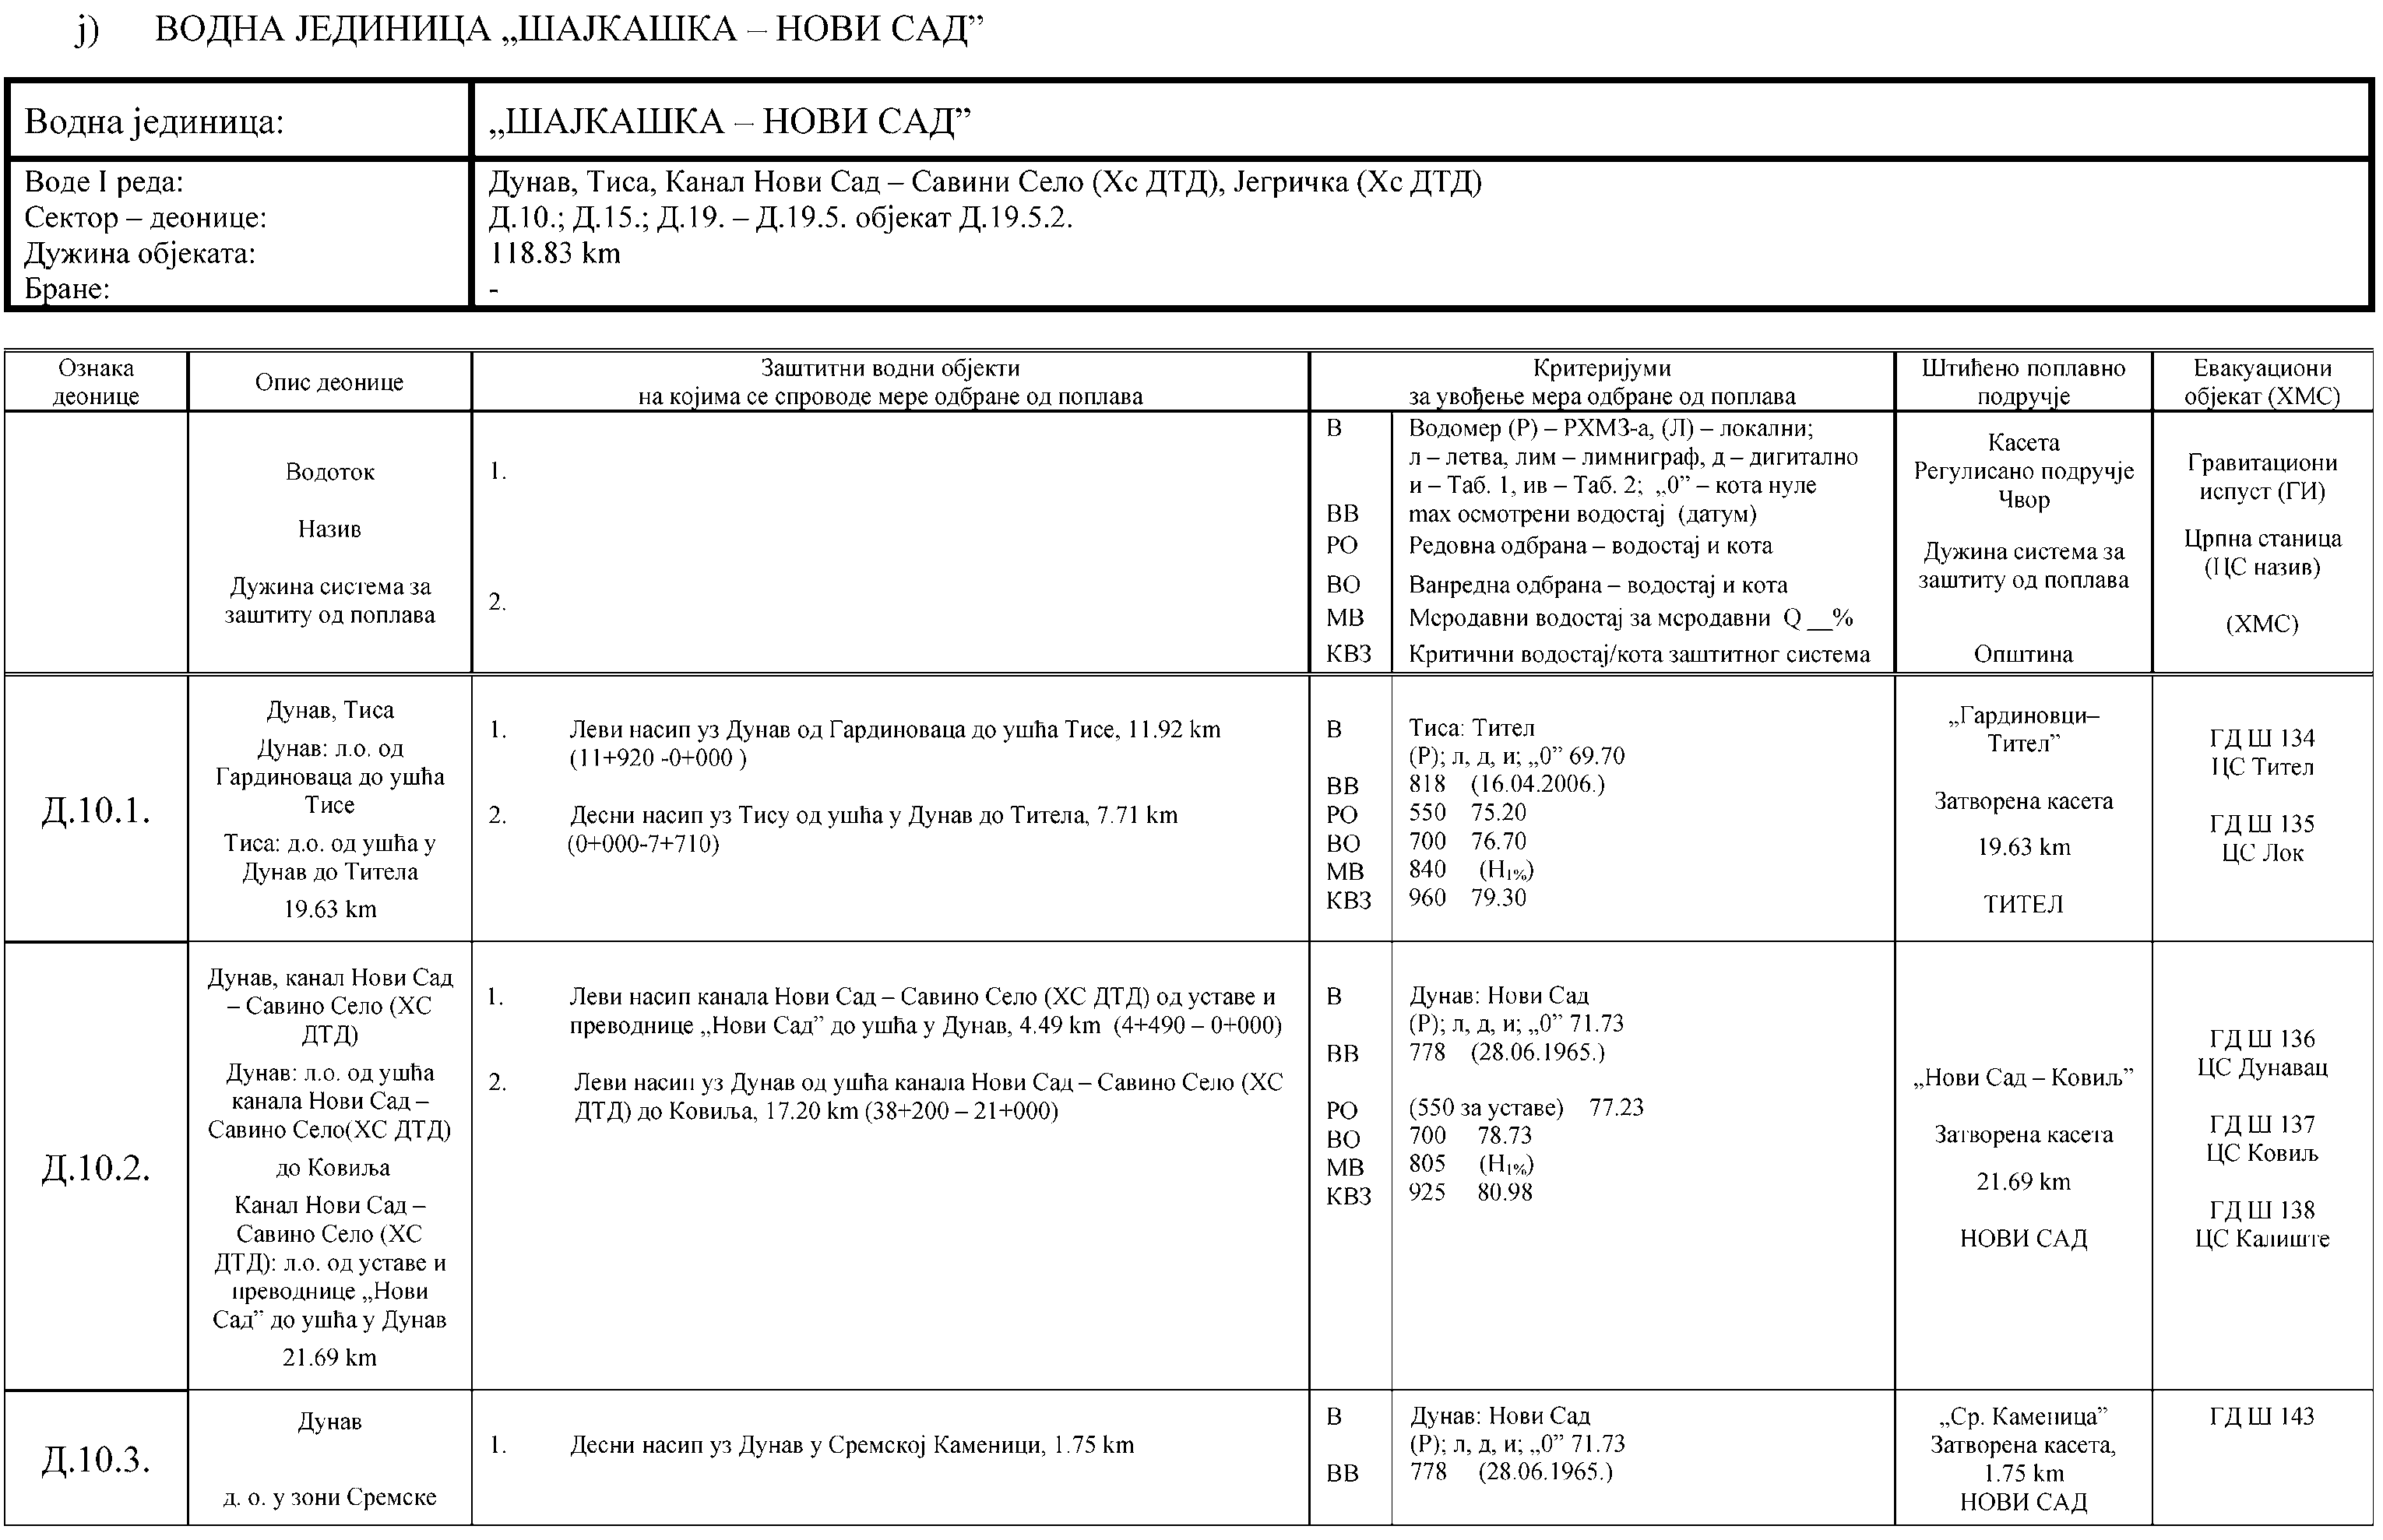 ј) ВОДНА ЈЕДИНИЦА „ШАЈКАШКА – НОВИ САД”
Водна јединица: „ШАЈКАШКА – НОВИ САД”
Воде I реда: Дунав, Тиса, Канал Нови Сад – Савини Село (Хс ДТД), Јегричка (Хс ДТД)
Сектор – деонице: Д.10.; Д.15.; Д.19. – Д.19.5. објекат Д.19.5.2.
Дужина објеката: 118.83 km
Бране: -
Ознака
деонице
Опис деонице
Заштитни водни објекти
на којима се спроводе мере одбране од поплава
Критеријуми
за увођење мера одбране од поплава
Штићено поплавно
подручје
Евакуациони
објекат (ХМС)
Водоток
Назив
Дужина система за
заштиту од поплава
1.
2.
В Водомер (Р) – РХМЗ-а, (Л) – локални;
л – летва, лим – лимниграф, д – дигитално
и – Таб. 1, ив – Таб. 2; „0” – кота нуле
ВВ max осмотрени водостај (датум)
РО Редовна одбрана – водостај и кота
ВО Ванредна одбрана – водостај и кота
МВ Меродавни водостај за меродавни Q __%
КВЗ Критични водостај/кота заштитног система
Касета
Регулисано подручје
Чвор
Дужина система за
заштиту од поплава
Општина
Гравитациони
испуст (ГИ)
Црпна станица
(ЦС назив)
(ХМС)
Д.10.1.
Дунав, Тиса
Дунав: л.о. од
Гардиноваца до ушћа
Тисе
Тиса: д.о. од ушћа у
Дунав до Титела
19.63 km
1. Леви насип уз Дунав од Гардиноваца до ушћа Тисе, 11.92 km
(11+920 -0+000 )
2. Десни насип уз Тису од ушћа у Дунав до Титела, 7.71 km
(0+000-7+710)
В Тиса: Тител
(Р); л, д, и; „0” 69.70
ВВ 818 (16.04.2006.)
РО 550 75.20
ВО 700 76.70
МВ 840 (H1%)
КВЗ 960 79.30
„Гардиновци–
Тител”
Затворена касета
19.63 km
ТИТЕЛ
ГД Ш 134
ЦС Тител
ГД Ш 135
ЦС Лок
Д.10.2.
Дунав, канал Нови Сад
– Савино Село (ХС
ДТД)
Дунав: л.о. од ушћа
канала Нови Сад –
Савино Село(ХС ДТД)
до Ковиља
Канал Нови Сад –
Савино Село (ХС
ДТД): л.о. од уставе и
преводнице „Нови
Сад” до ушћа у Дунав
21.69 km
1. Леви насип канала Нови Сад – Савино Село (ХС ДТД) од уставе и
преводнице „Нови Сад” до ушћа у Дунав, 4.49 km (4+490 – 0+000)
2. Леви насип уз Дунав од ушћа канала Нови Сад – Савино Село (ХС
ДТД) до Ковиља, 17.20 km (38+200 – 21+000)
В Дунав: Нови Сад
(Р); л, д, и; „0” 71.73
ВВ 778 (28.06.1965.)
РО (550 за уставе) 77.23
ВО 700 78.73
МВ 805 (H1%)
КВЗ 925 80.98
„Нови Сад – Ковиљ”
Затворена касета
21.69 km
НОВИ САД
ГД Ш 136
ЦС Дунавац
ГД Ш 137
ЦС Ковиљ
ГД Ш 138
ЦС Калиште
Д.10.3.
Дунав
д. о. у зони Сремске
1. Десни насип уз Дунав у Сремској Каменици, 1.75 km
В Дунав: Нови Сад
(Р); л, д, и; „0” 71.73
ВВ 778 (28.06.1965.)
„Ср. Каменица”
Затворена касета,
1.75 km
НОВИ САД
ГД Ш 143